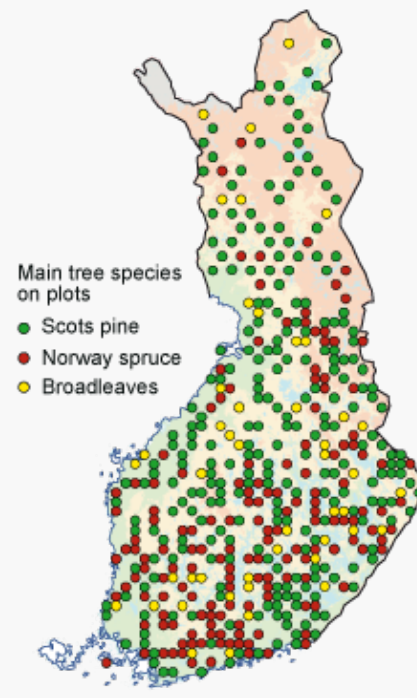 Main tree species
on plots
Scots pine
Norway spruce
Broadleaves